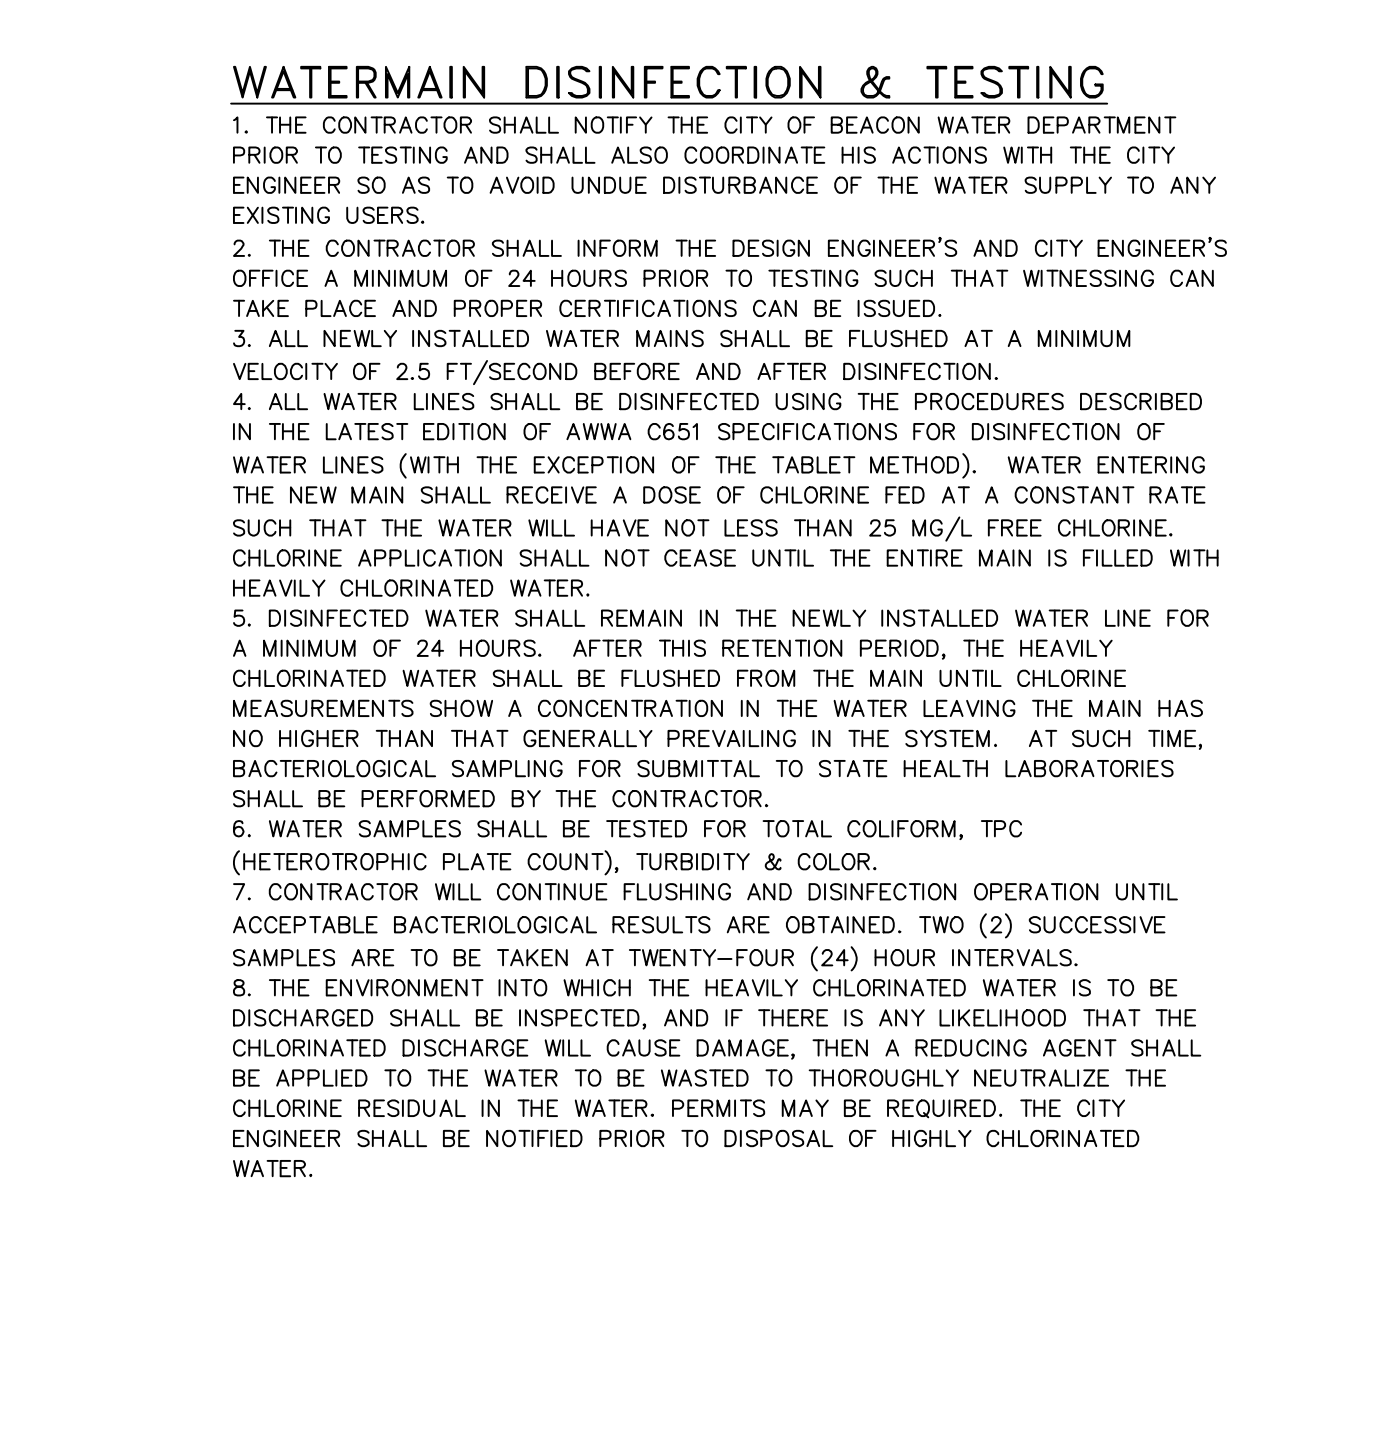 WATERMAIN DISINFECTION & TESTING
1. THE CONTRACTOR SHALL NOTIFY THE CITY OF BEACON WATER DEPARTMENT
PRIOR TO TESTING AND SHALL ALSO COORDINATE HIS ACTIONS WITH THE CITY
ENGINEER SO AS TO AVOID UNDUE DISTURBANCE OF THE WATER SUPPLY TO ANY
EXISTING USERS.
2. THE CONTRACTOR SHALL INFORM THE DESIGN ENGINEER'S AND CITY ENGINEER'S
OFFICE A MINIMUM OF 24 HOURS PRIOR TO TESTING SUCH THAT WITNESSING CAN
TAKE PLACE AND PROPER CERTIFICATIONS CAN BE ISSUED.
3. ALL NEWLY INSTALLED WATER MAINS SHALL BE FLUSHED AT A MINIMUM
VELOCITY OF 2.5 FT/SECOND BEFORE AND AFTER DISINFECTION.
4. ALL WATER LINES SHALL BE DISINFECTED USING THE PROCEDURES DESCRIBED
IN THE LATEST EDITION OF AWWA C651 SPECIFICATIONS FOR DISINFECTION OF
WATER LINES (WITH THE EXCEPTION OF THE TABLET METHOD). WATER ENTERING
THE NEW MAIN SHALL RECEIVE A DOSE OF CHLORINE FED AT A CONSTANT RATE
SUCH THAT THE WATER WILL HAVE NOT LESS THAN 25 MG/L FREE CHLORINE.
CHLORINE APPLICATION SHALL NOT CEASE UNTIL THE ENTIRE MAIN IS FILLED WITH
HEAVILY CHLORINATED WATER.
5. DISINFECTED WATER SHALL REMAIN IN THE NEWLY INSTALLED WATER LINE FOR
A MINIMUM OF 24 HOURS. AFTER THIS RETENTION PERIOD, THE HEAVILY
CHLORINATED WATER SHALL BE FLUSHED FROM THE MAIN UNTIL CHLORINE
MEASUREMENTS SHOW A CONCENTRATION IN THE WATER LEAVING THE MAIN HAS
NO HIGHER THAN THAT GENERALLY PREVAILING IN THE SYSTEM. AT SUCH TIME,
BACTERIOLOGICAL SAMPLING FOR SUBMITTAL TO STATE HEALTH LABORATORIES
SHALL BE PERFORMED BY THE CONTRACTOR.
6. WATER SAMPLES SHALL BE TESTED FOR TOTAL COLIFORM, TPC
(HETEROTROPHIC PLATE COUNT), TURBIDITY & COLOR.
7. CONTRACTOR WILL CONTINUE FLUSHING AND DISINFECTION OPERATION UNTIL
ACCEPTABLE BACTERIOLOGICAL RESULTS ARE OBTAINED. TWO (2) SUCCESSIVE
SAMPLES ARE TO BE TAKEN AT TWENTY–FOUR (24) HOUR INTERVALS.
8. THE ENVIRONMENT INTO WHICH THE HEAVILY CHLORINATED WATER IS TO BE
DISCHARGED SHALL BE INSPECTED, AND IF THERE IS ANY LIKELIHOOD THAT THE
CHLORINATED DISCHARGE WILL CAUSE DAMAGE, THEN A REDUCING AGENT SHALL
BE APPLIED TO THE WATER TO BE WASTED TO THOROUGHLY NEUTRALIZE THE
CHLORINE RESIDUAL IN THE WATER. PERMITS MAY BE REQUIRED. THE CITY
ENGINEER SHALL BE NOTIFIED PRIOR TO DISPOSAL OF HIGHLY CHLORINATED
WATER.